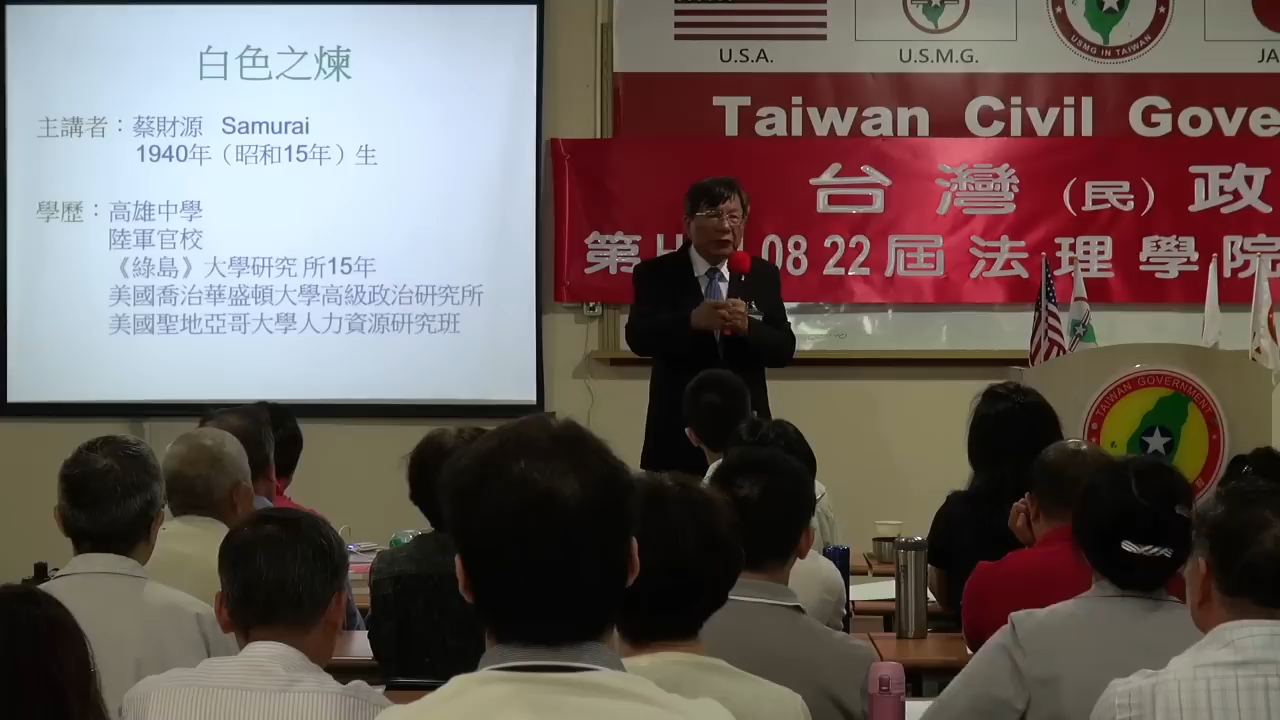 白色之煉
主講者：蔡財源 Samurai
1940年（昭和15年）生
學歷：高雄中學
陸軍官校
《綠島》大學研究 所15年
美國喬治華盛頓大學高級政治研究所
美國聖地亞哥大學人力資源研究班
U.S.A.
U.S.M.G.
USMG IN TAIWAN
JA
Taiwan Civil Gove
台灣（民）政
第 08 22 屆法理學院
TAIWAN GOVERNMENT